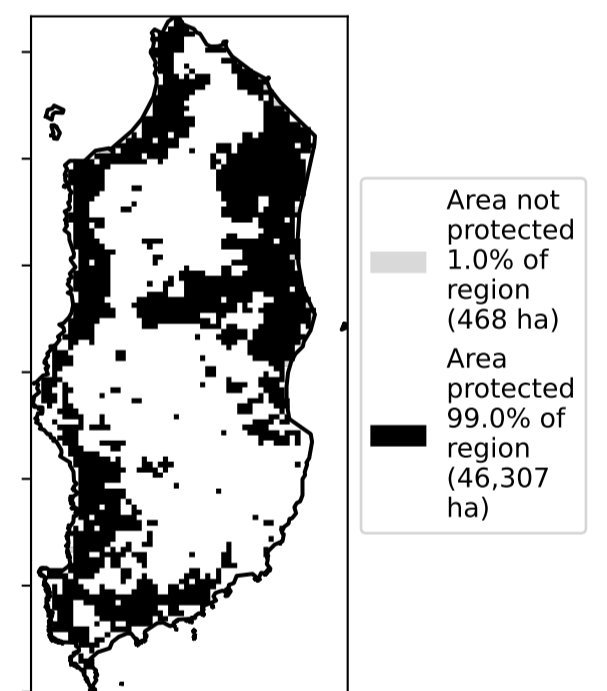 Area not
protected
1.0% of
region
(468 ha)
Area
protected
99.0% of
region
(46,307
ha)